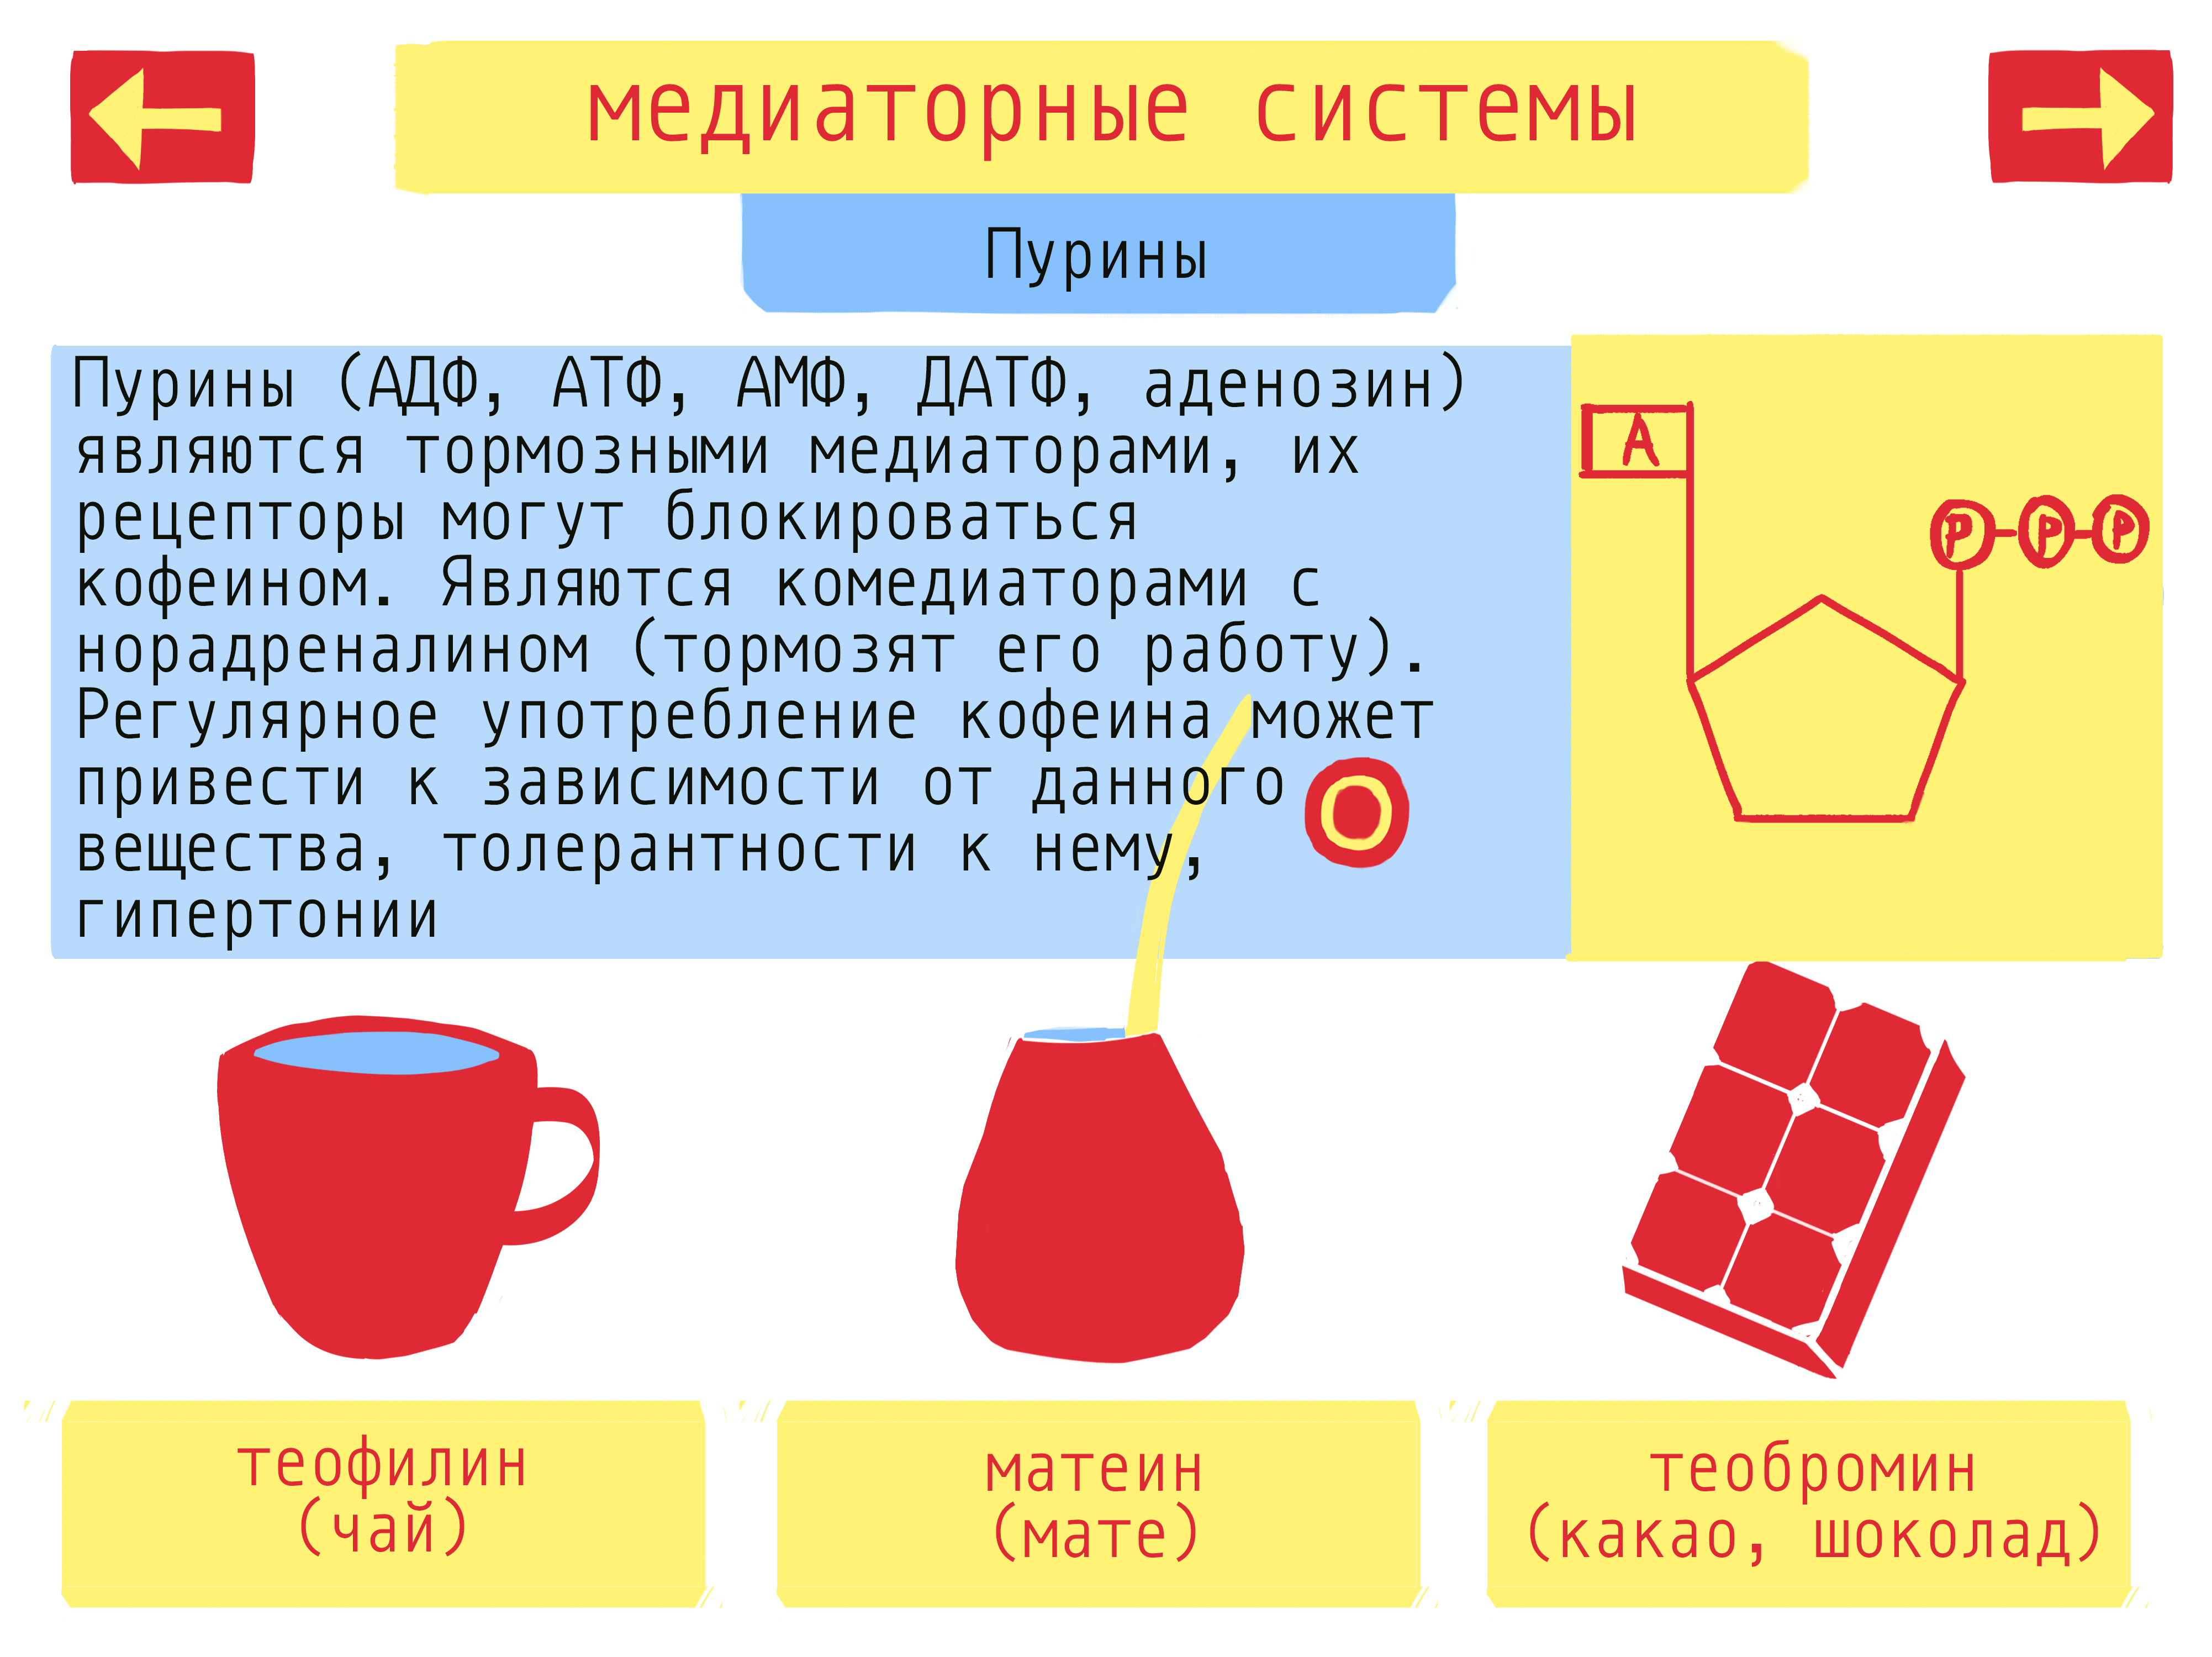 медиаторные системы
Пурины
Пурины (АДФ, АТФ, АМФ, ДАТФ, аденозин)
являются тормозными медиаторами, их
рецепторы могут блокироваться
кофеином. Являются комедиаторами с
норадреналином (тормозят его работу).
Регулярное употребление кофеина может
привести к зависимости от данного
вещества, толерантности к нему,
гипертонии
А
P P P
теофилин
(чай)
матеин
(мате)
теобромин
(какао, шоколад)